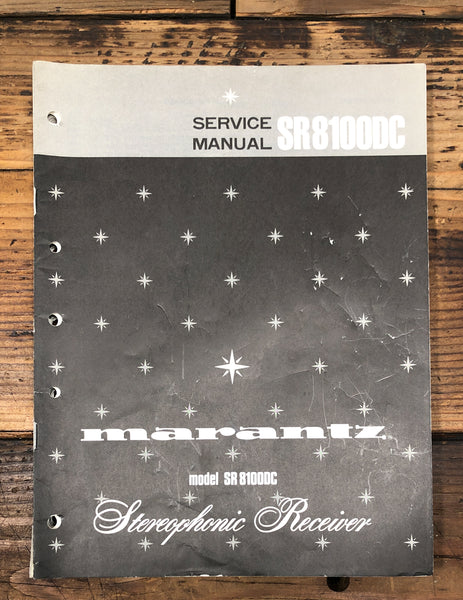 SERVICE
MANUAL SR8100DC
marantz
model SR8100DC
Stereophonic Receiver